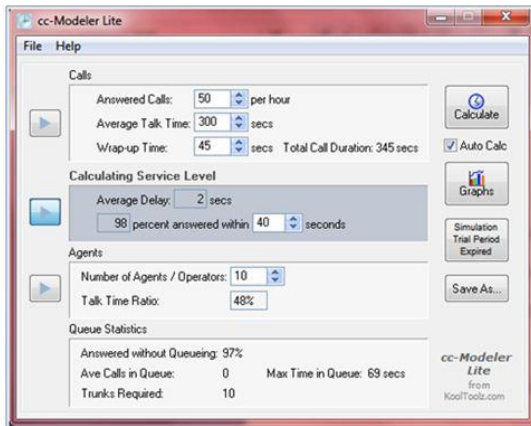 cc-Modeler Lite
File Help
Calls
Answered Calls: 50 per hour
Average Talk Time: 300 secs
Wrap-up Time: 45 secs Total Call Duration: 345 secs
Calculating Service Level
Average Delay: 2 secs
98 percent answered within 40 seconds
Agents
Number of Agents / Operators: 10
Talk Time Ratio: 48%
Queue Statistics
Answered without Queueing: 97%
Ave Calls in Queue: 0 Max Time in Queue: 69 secs
Trunks Required: 10
Calculate
Auto Calc
Graphs
Simulation
Trial Period
Expired
Save As...
cc-Modeler
Lite
from
KoolToolz.com